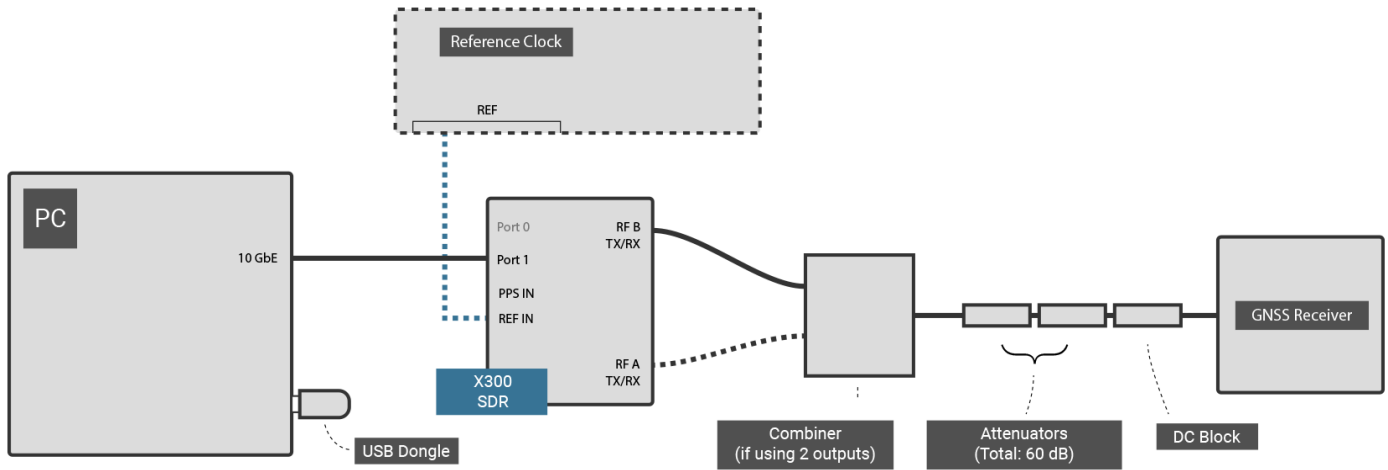 Reference Clock
REF
PC
10 GbE
USB Dongle
Port 0
Port 1
PPS IN
REF IN
RF B
TX/RX
RF A
TX/RX
X300
SDR
Combiner
(if using 2 outputs)
Attenuators
(Total: 60 dB)
DC Block
GNSS Receiver